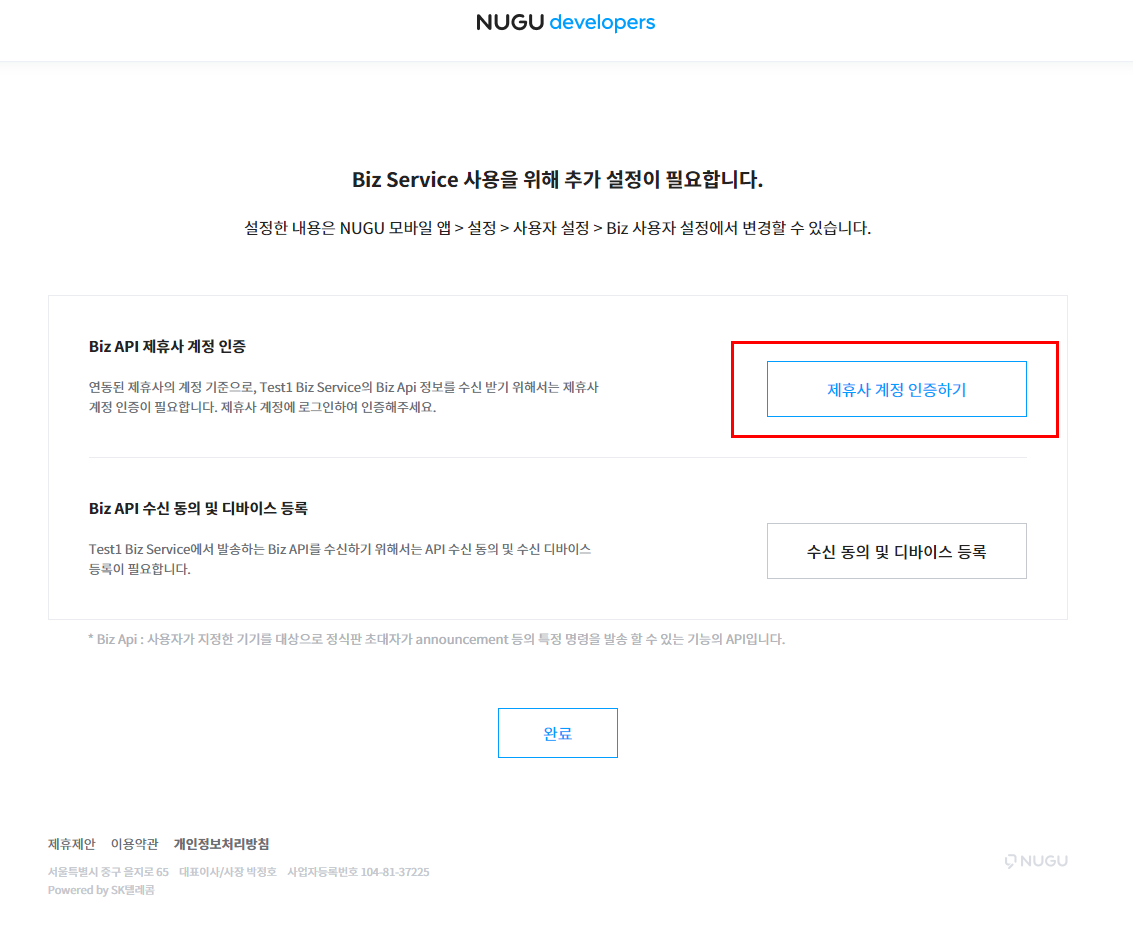 NUGU developers
Biz Service 사용을 위해 추가 설정이 필요합니다.
설정한 내용은 NUGU 모바일 앱 > 설정 > 사용자 설정 > Biz 사용자 설정에서 변경할 수 있습니다.
Biz API 제휴사 계정 인증
연동된 제휴사의 계정 기준으로, Test1 Biz Service의 Biz Api 정보를 수신 받기 위해서는 제휴사
계정 인증이 필요합니다. 제휴사 계정에 로그인하여 인증해주세요.
제휴사 계정 인증하기
Biz API 수신 동의 및 디바이스 등록
Test1 Biz Service에서 발송하는 Biz API를 수신하기 위해서는 API 수신 동의 및 수신 디바이스
등록이 필요합니다.
수신 동의 및 디바이스 등록
* Biz Api : 사용자가 지정한 기기를 대상으로 정식판 초대자가 announcement 등의 특정 명령을 발송 할 수 있는 기능의 API입니다.
완료
제휴제안 이용약관 개인정보처리방침
서울특별시 중구 을지로 65 대표이사/사장 박정호 사업자등록번호 104-81-37225
Powered by SK텔레콤
NUGU